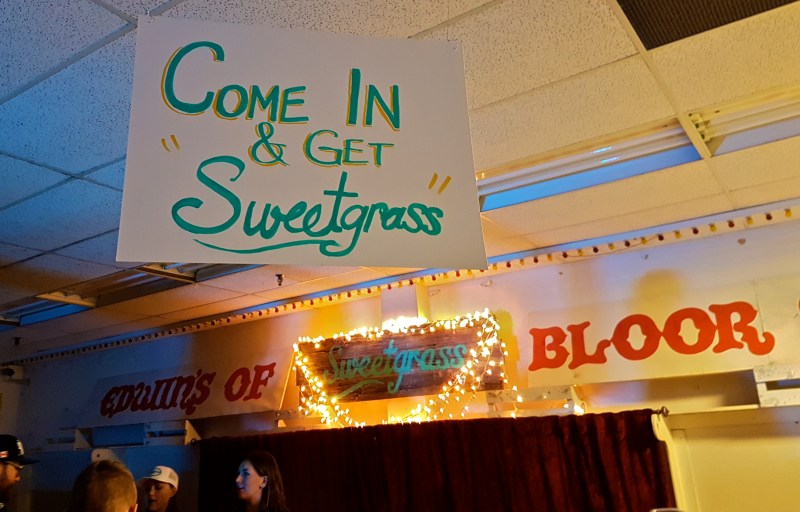 COME IN
& GET
"Sweetgrass"
Sweetgrass
EDWIN'S OF BLOOR